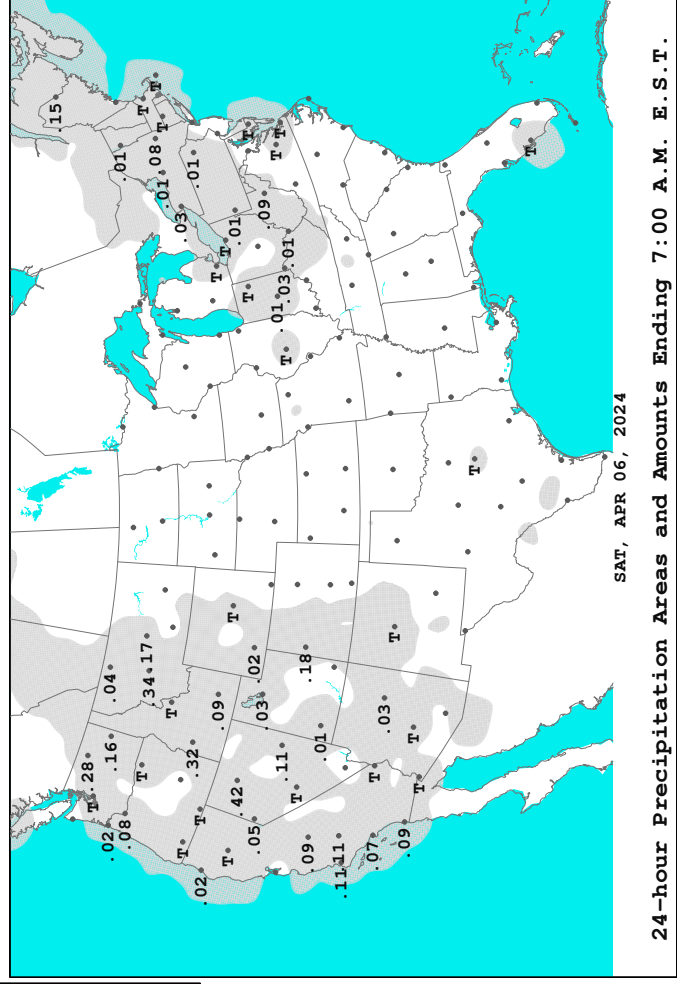 .15
.28
T
.02
.04
.16
.01
.08
T
T
.17
.34
.08
T
T
.01
T
.03
T
.32
.01
T
.02
T
.09
T
T
T
.01
.42
T
T
.05
.02
.03
.09
T
.01
T
.11
.03
T
.01
T
.18
.09
.01
.11
.11
.07
T
.03
T
.09
T
T
T
T
SAT, APR 06, 2024
24-hour Precipitation Areas and Amounts Ending 7:00 A.M. E.S.T.